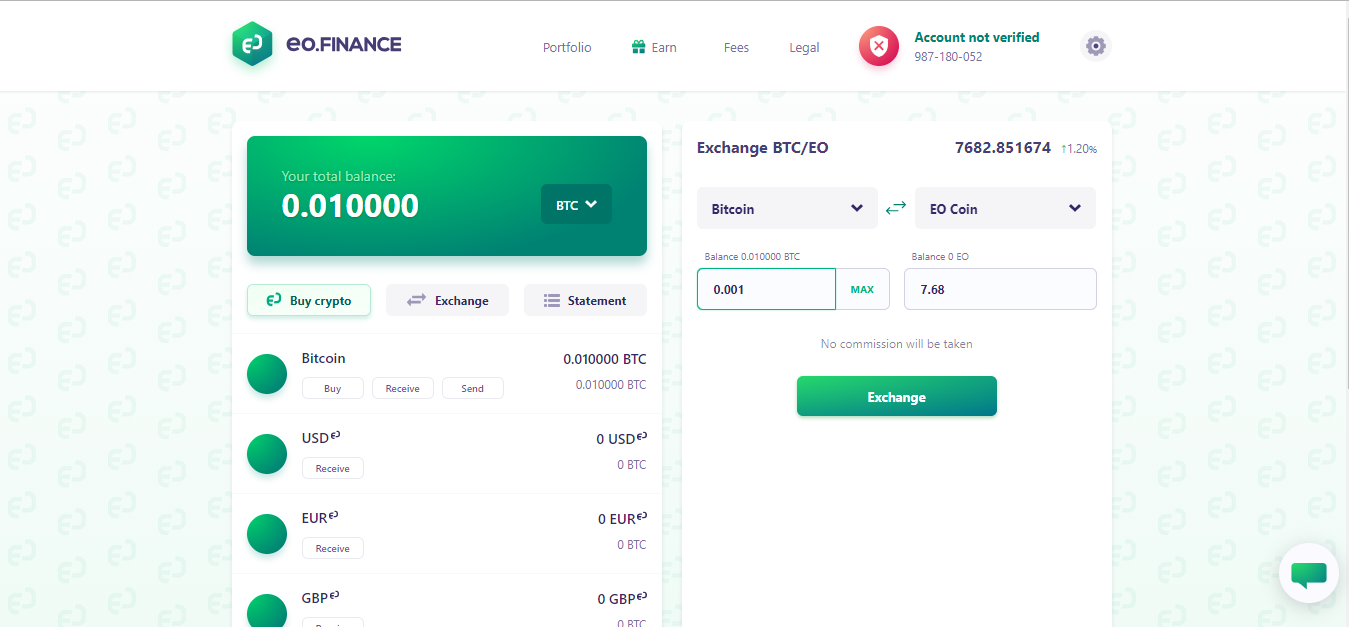 eo.FINANCE
Portfolio
Earn
Fees
Legal
Account not verified
987-180-052
Your total balance:
0.010000
BTC
Buy crypto
Exchange
Statement
Bitcoin
0.010000 BTC
0.010000 BTC
Buy
Receive
Send
USD
0 USD
Receive
0 BTC
EUR
0 EUR
Receive
0 BTC
GBP
0 GBP
Receive
0 BTC
Exchange BTC/EO
7682.851674
↑1.20%
Bitcoin
EO Coin
Balance 0.010000 BTC
Balance 0 EO
0.001
MAX
7.68
No commission will be taken
Exchange